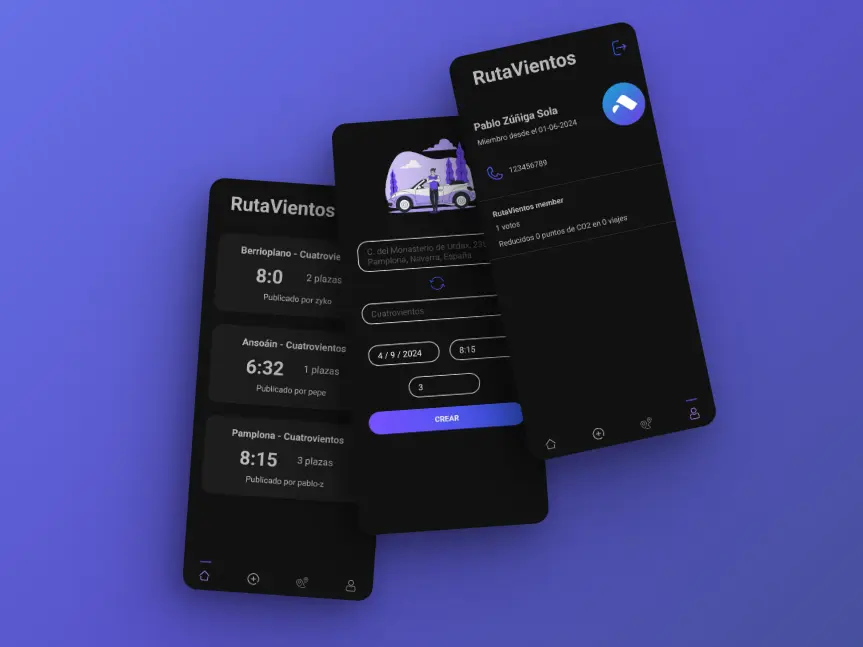 RutaVientos
Berrioplano - Cuatrovie
8:0
2 plazas
Publicado por zyko
Ansoáin - Cuatrovientos
6:32
1 plazas
Publicado por pepe
Pamplona - Cuatrovientos
8:15
3 plazas
Publicado por pablo-z
C. del Monasterio de Urdax, 23
Pamplona, Navarra, España
Cuatrovientos
4 / 9 / 2024
8:15
3
CREAR
RutaVientos
Pablo Zúñiga Sola
Miembro desde el 01-06-2024
123456789
RutaVientos member
1 votos
Reducidos 0 puntos de CO2 en 0 viajes